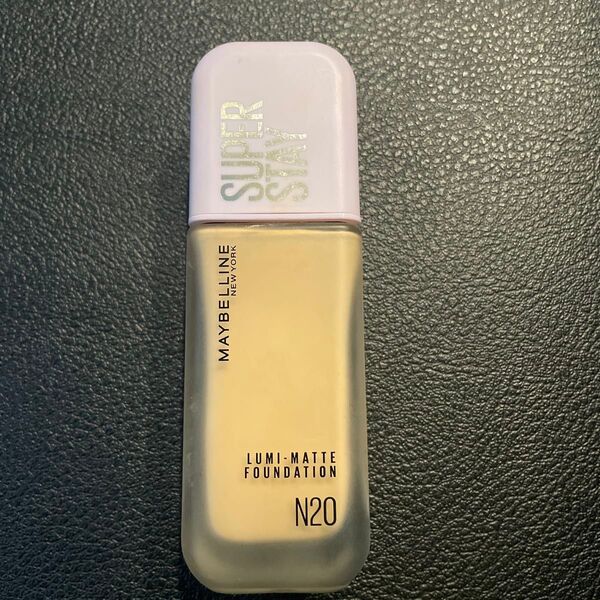 SUPER
STAY
MAYBELLINE
NEW YORK
LUMI-MATTE
FOUNDATION
N20